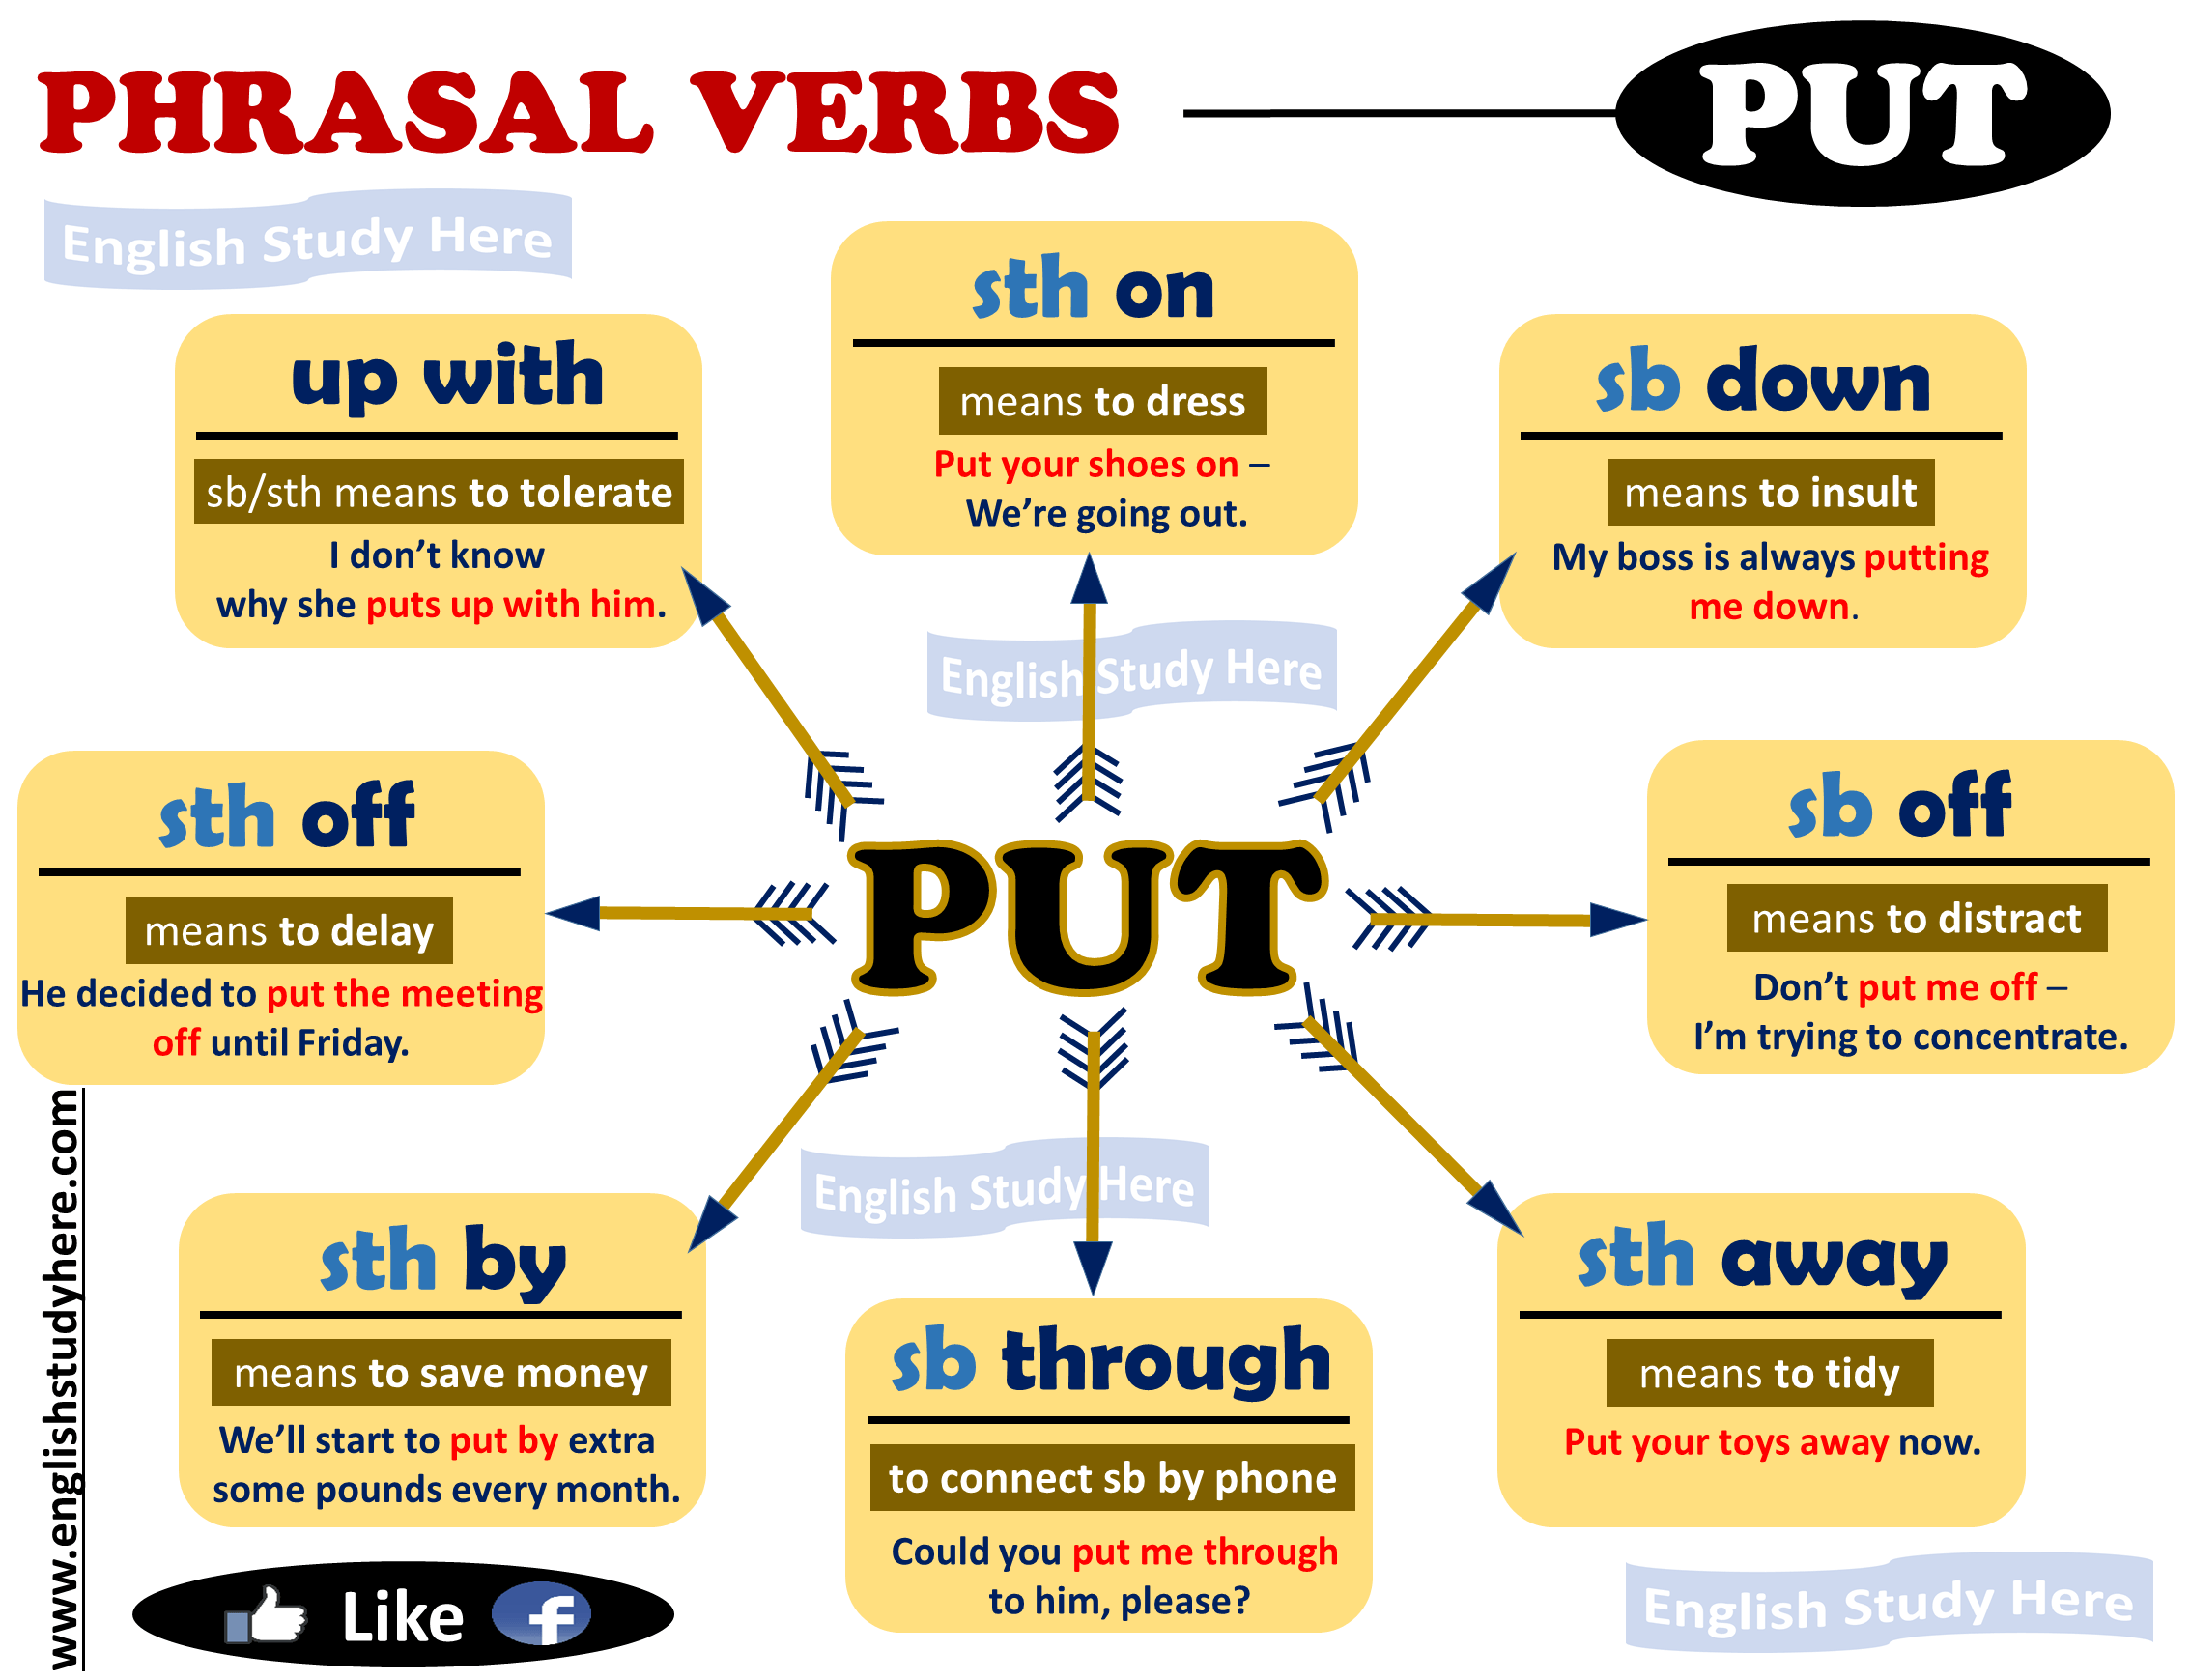 PHRASAL VERBS
PUT
English Study Here
sth on
means to dress
Put your shoes on –
We're going out.
up with
sb/sth means to tolerate
I don't know
why she puts up with him.
sb down
means to insult
My boss is always putting
me down.
English Study Here
sth off
means to delay
He decided to put the meeting
off until Friday.
PUT
sb off
means to distract
Don't put me off –
I'm trying to concentrate.
English Study Here
sth by
means to save money
We'll start to put by extra
some pounds every month.
sb through
to connect sb by phone
Could you put me through
to him, please?
sth away
means to tidy
Put your toys away now.
www.englishstudyhere.com
Like f
English Study Here